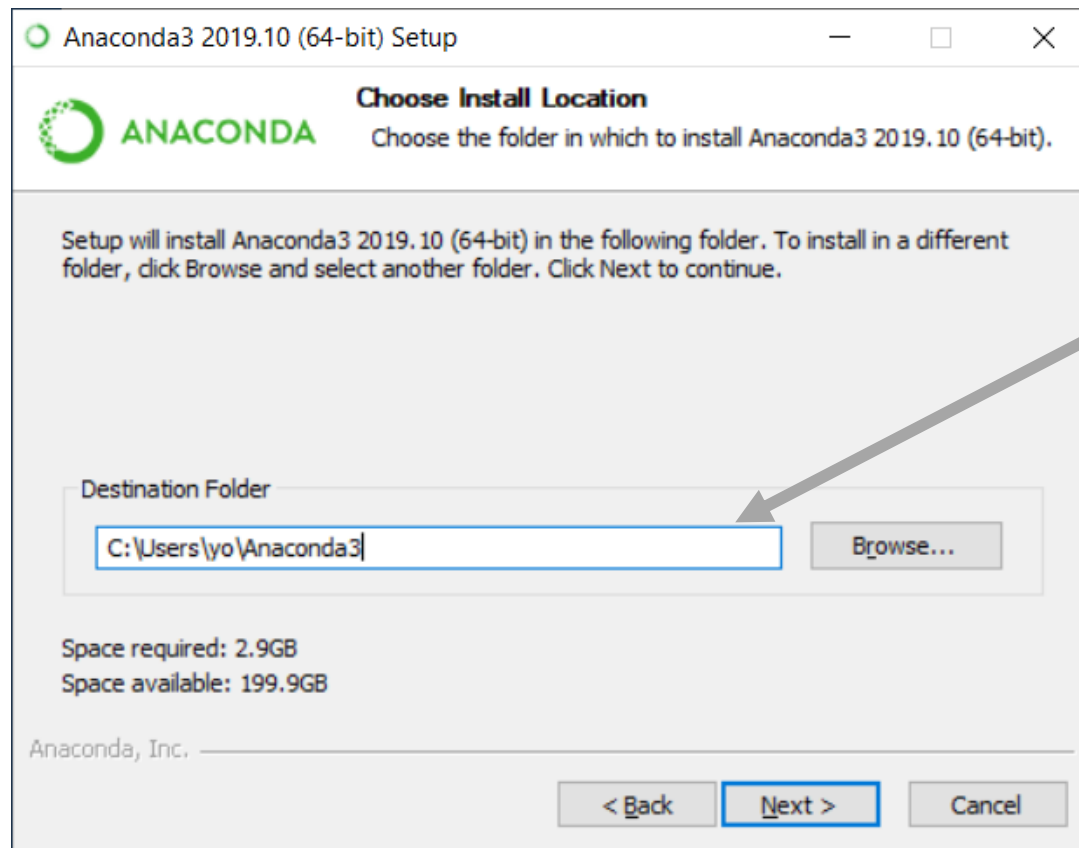 Anaconda3 2019.10 (64-bit) Setup
ANACONDA
Choose Install Location
Choose the folder in which to install Anaconda3 2019.10 (64-bit).
Setup will install Anaconda3 2019.10 (64-bit) in the following folder. To install in a different
folder, click Browse and select another folder. Click Next to continue.
Destination Folder
C:\Users\yo\Anaconda3
Browse...
Space required: 2.9GB
Space available: 199.9GB
Anaconda, Inc.
< Back
Next >
Cancel